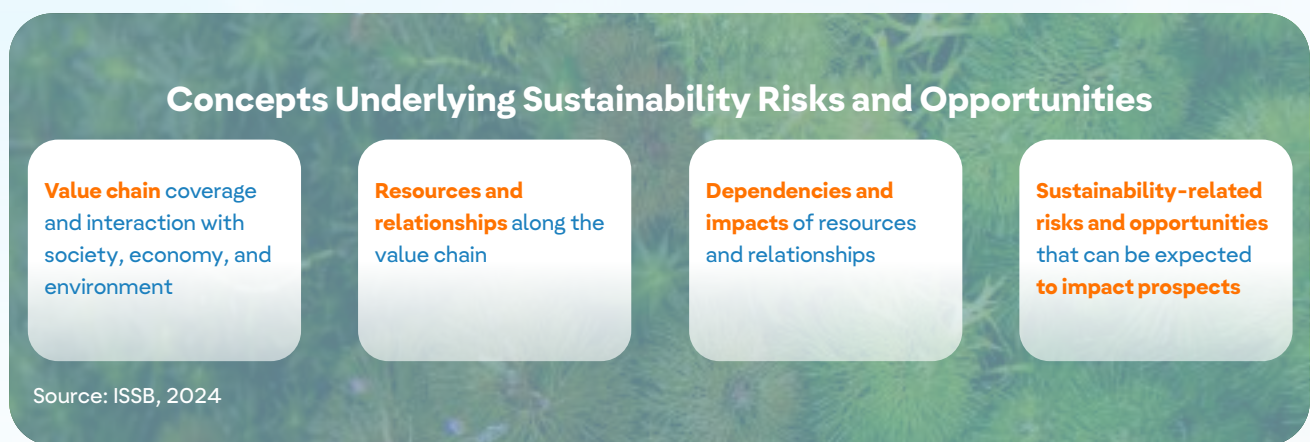 Concepts Underlying Sustainability Risks and Opportunities
Value chain coverage
and interaction with
society, economy, and
environment
Resources and
relationships along the
value chain
Dependencies and
impacts of resources
and relationships
Sustainability-related
risks and opportunities
that can be expected
to impact prospects
Source: ISSB, 2024